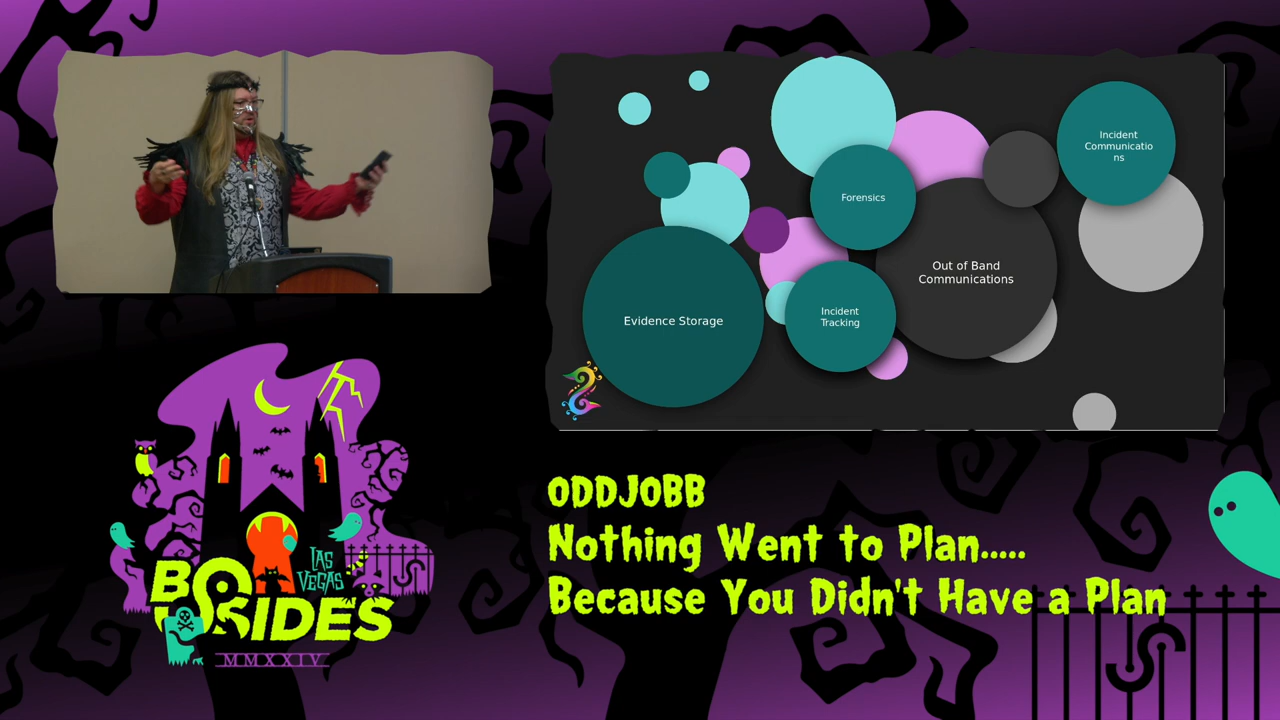 Incident
Communicatio
ns
Forensics
Out of Band
Communications
Evidence Storage
Incident
Tracking
LAS
VEGAS
BSIDES
MMXXIV
ODDJOBB
Nothing Went to Plan.....
Because You Didn't Have a Plan